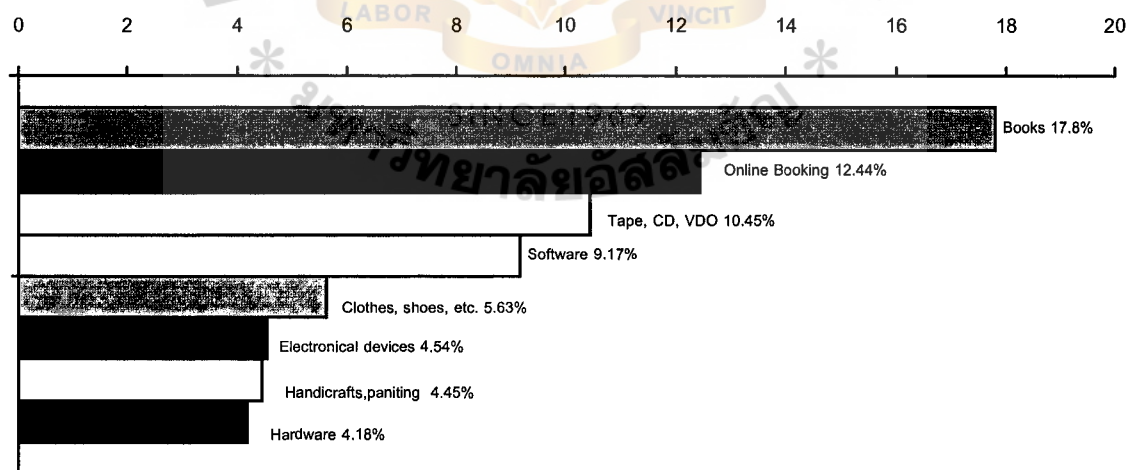 LABOR VINCIT
OMNIA
0 2 4 6 8 10 12 14 16 18 20
SINCE1969
Books 17.8%
Online Booking 12.44%
Tape, CD, VDO 10.45%
Software 9.17%
Clothes, shoes, etc. 5.63%
Electronical devices 4.54%
Handicrafts,paniting 4.45%
Hardware 4.18%